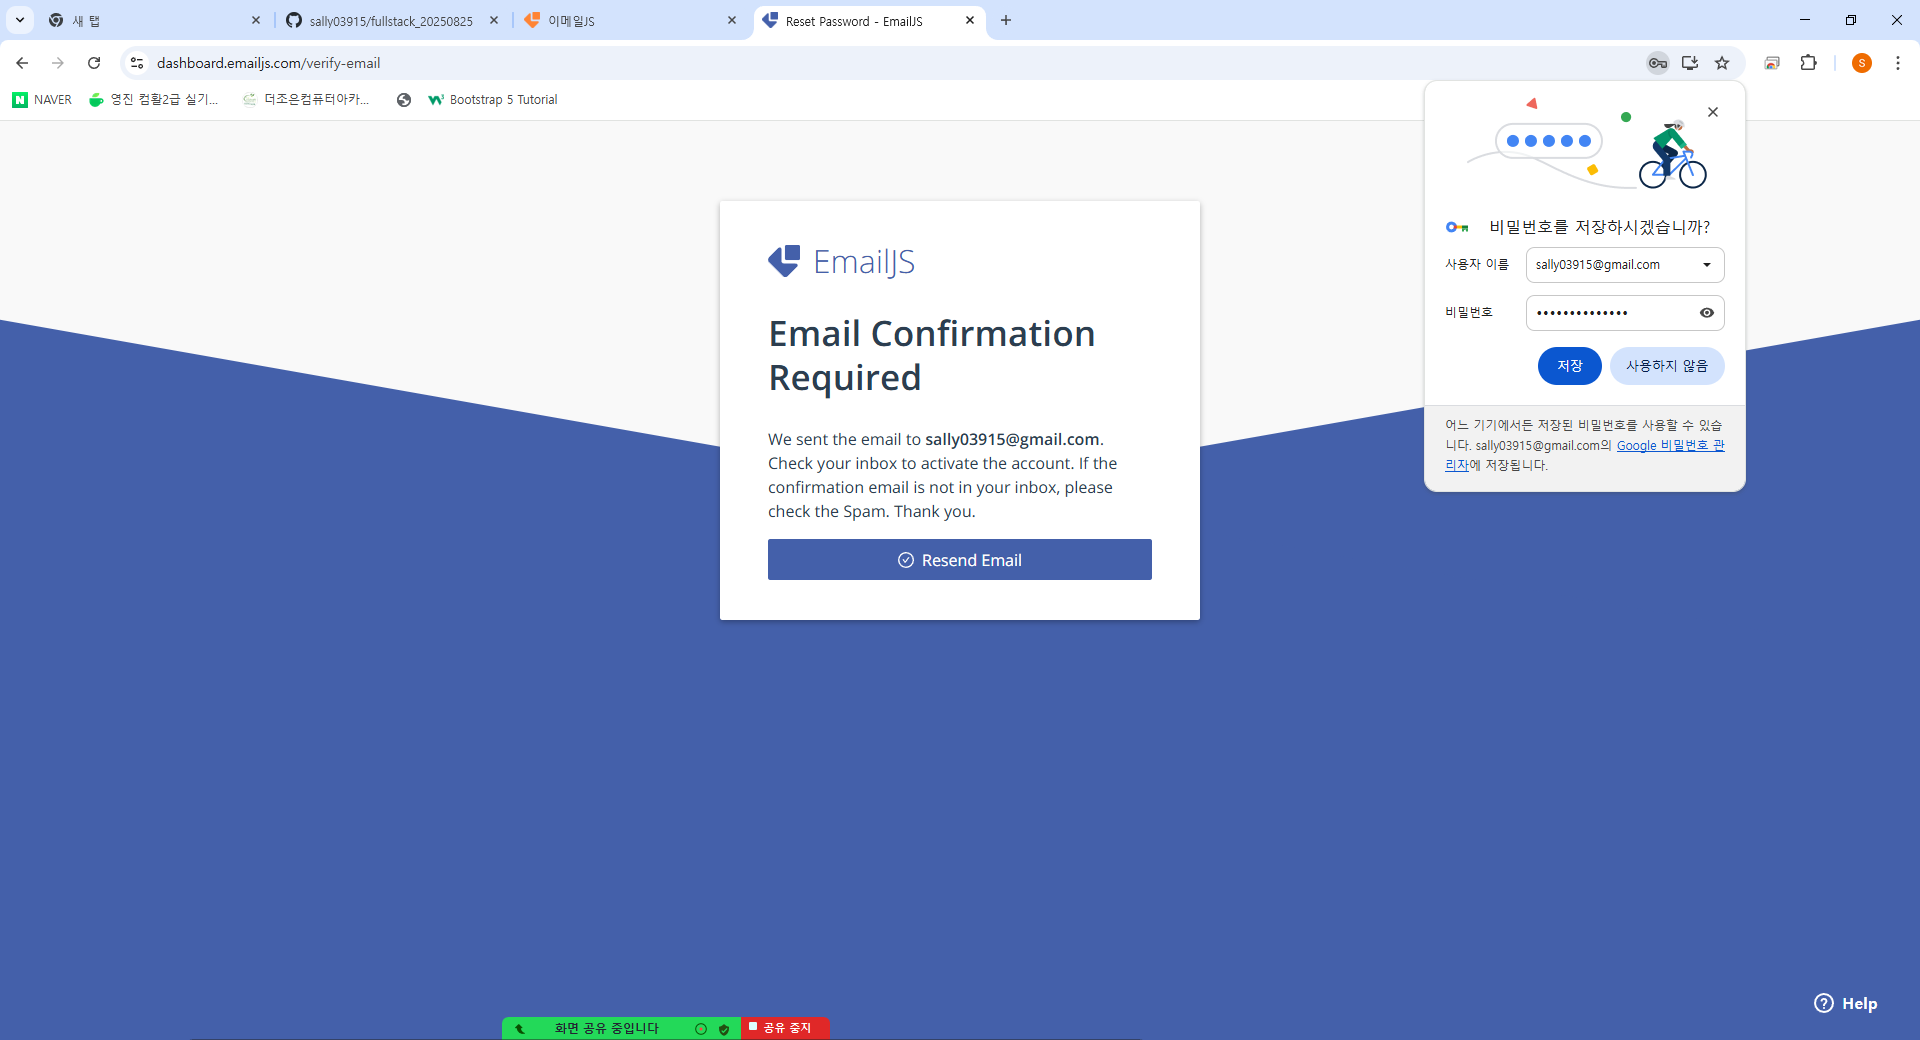 새 탭
sally03915/fullstack_20250825
이메일JS
Reset Password - EmailJS
dashboard.emailjs.com/verify-email
S
NAVER
영진 컴활2급 실기...
더조은컴퓨터아카...
Bootstrap 5 Tutorial
비밀번호를 저장하시겠습니까?
사용자 이름
sally03915@gmail.com
비밀번호
••••••••••••••
저장
사용하지 않음
어느 기기에서든 저장된 비밀번호를 사용할 수 있습
니다. sally03915@gmail.com의 Google 비밀번호 관
리자에 저장됩니다.
EmailJS
Email Confirmation
Required
We sent the email to sally03915@gmail.com.
Check your inbox to activate the account. If the
confirmation email is not in your inbox, please
check the Spam. Thank you.
Resend Email
Help
화면 공유 중입니다
공유 중지